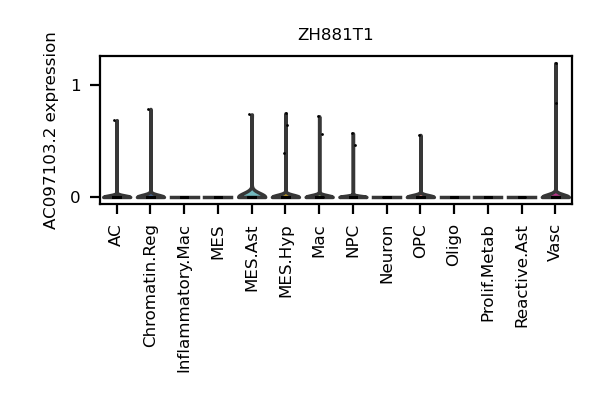 ZH881T1
AC097103.2 expression
1
0
AC
Chromatin.Reg
Inflammatory.Mac
MES
MES.Ast
MES.Hyp
Mac
NPC
Neuron
OPC
Oligo
Prolif.Metab
Reactive.Ast
Vasc